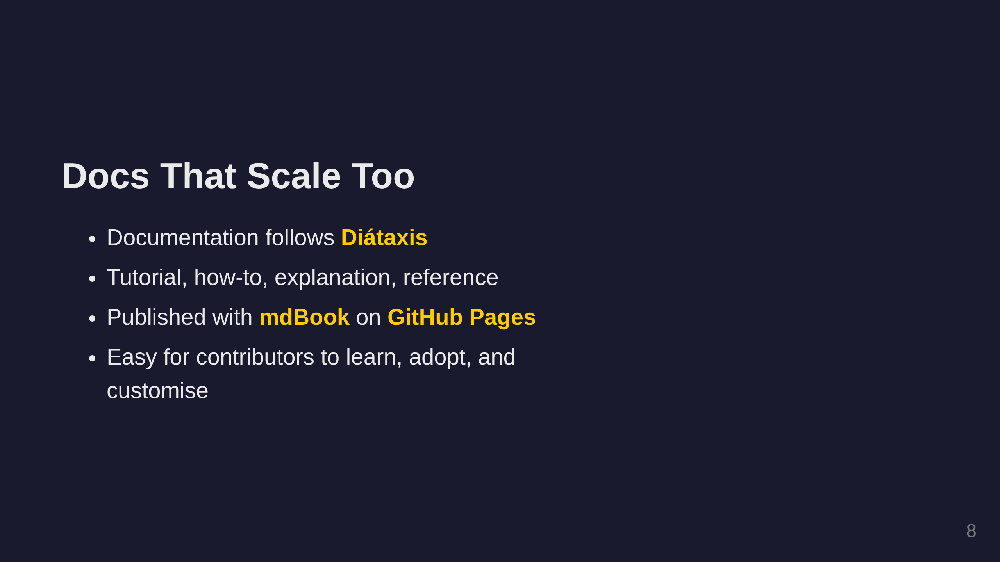 Docs That Scale Too
• Documentation follows Diátaxis
• Tutorial, how-to, explanation, reference
• Published with mdBook on GitHub Pages
• Easy for contributors to learn, adopt, and
customise
8